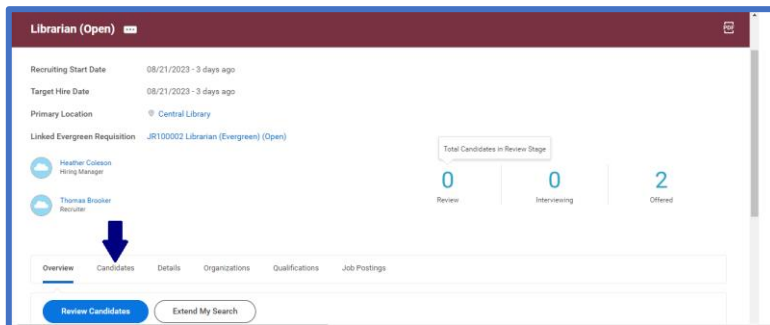 Librarian (Open)
PDF
Recruiting Start Date 08/21/2023 - 3 days ago
Target Hire Date 08/21/2023 - 3 days ago
Primary Location Central Library
Linked Evergreen Requisition JR100002 Librarian (Evergreen) (Open)
Total Candidates in Review Stage
Heather Coleson
Hiring Manager
0 0 2
Review Interviewing Offered
Thomas Brooker
Recruiter
Overview Candidates Details Organizations Qualifications Job Postings
Review Candidates Extend My Search